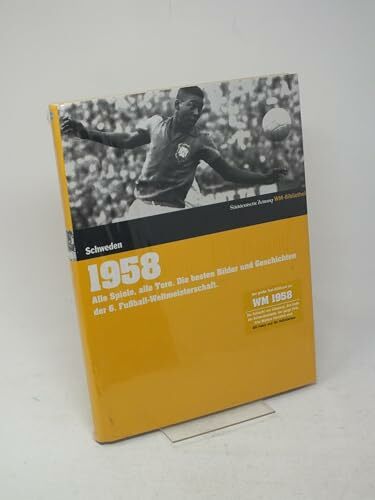 Süddeutsche Zeitung WM-Bibliothek
Schweden
1958
Alle Spiele, alle Tore. Die besten Bilder und Geschichten
der 6. Fußball-Weltmeisterschaft.
WM 1958